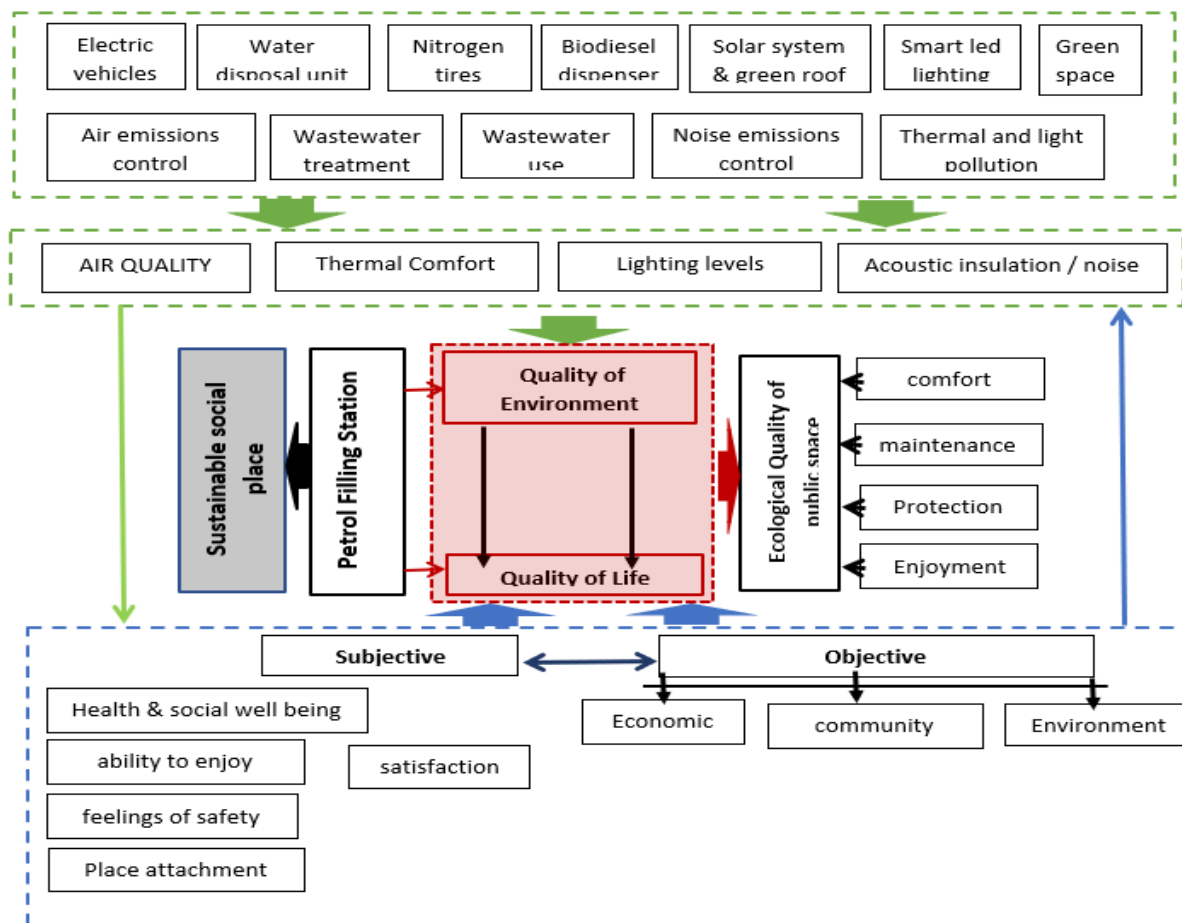 Electric
vehicles
Water
disposal unit
Nitrogen
tires
Biodiesel
dispenser
Solar system
& green roof
Smart led
lighting
Green
space
Air emissions
control
Wastewater
treatment
Wastewater
use
Noise emissions
control
Thermal and light
pollution
AIR QUALITY
Thermal Comfort
Lighting levels
Acoustic insulation / noise
Sustainable social
place
Petrol Filling Station
Quality of
Environment
Quality of Life
Ecological Quality of
public space
comfort
maintenance
Protection
Enjoyment
Subjective
Objective
Health & social well being
ability to enjoy
satisfaction
feelings of safety
Place attachment
Economic
community
Environment